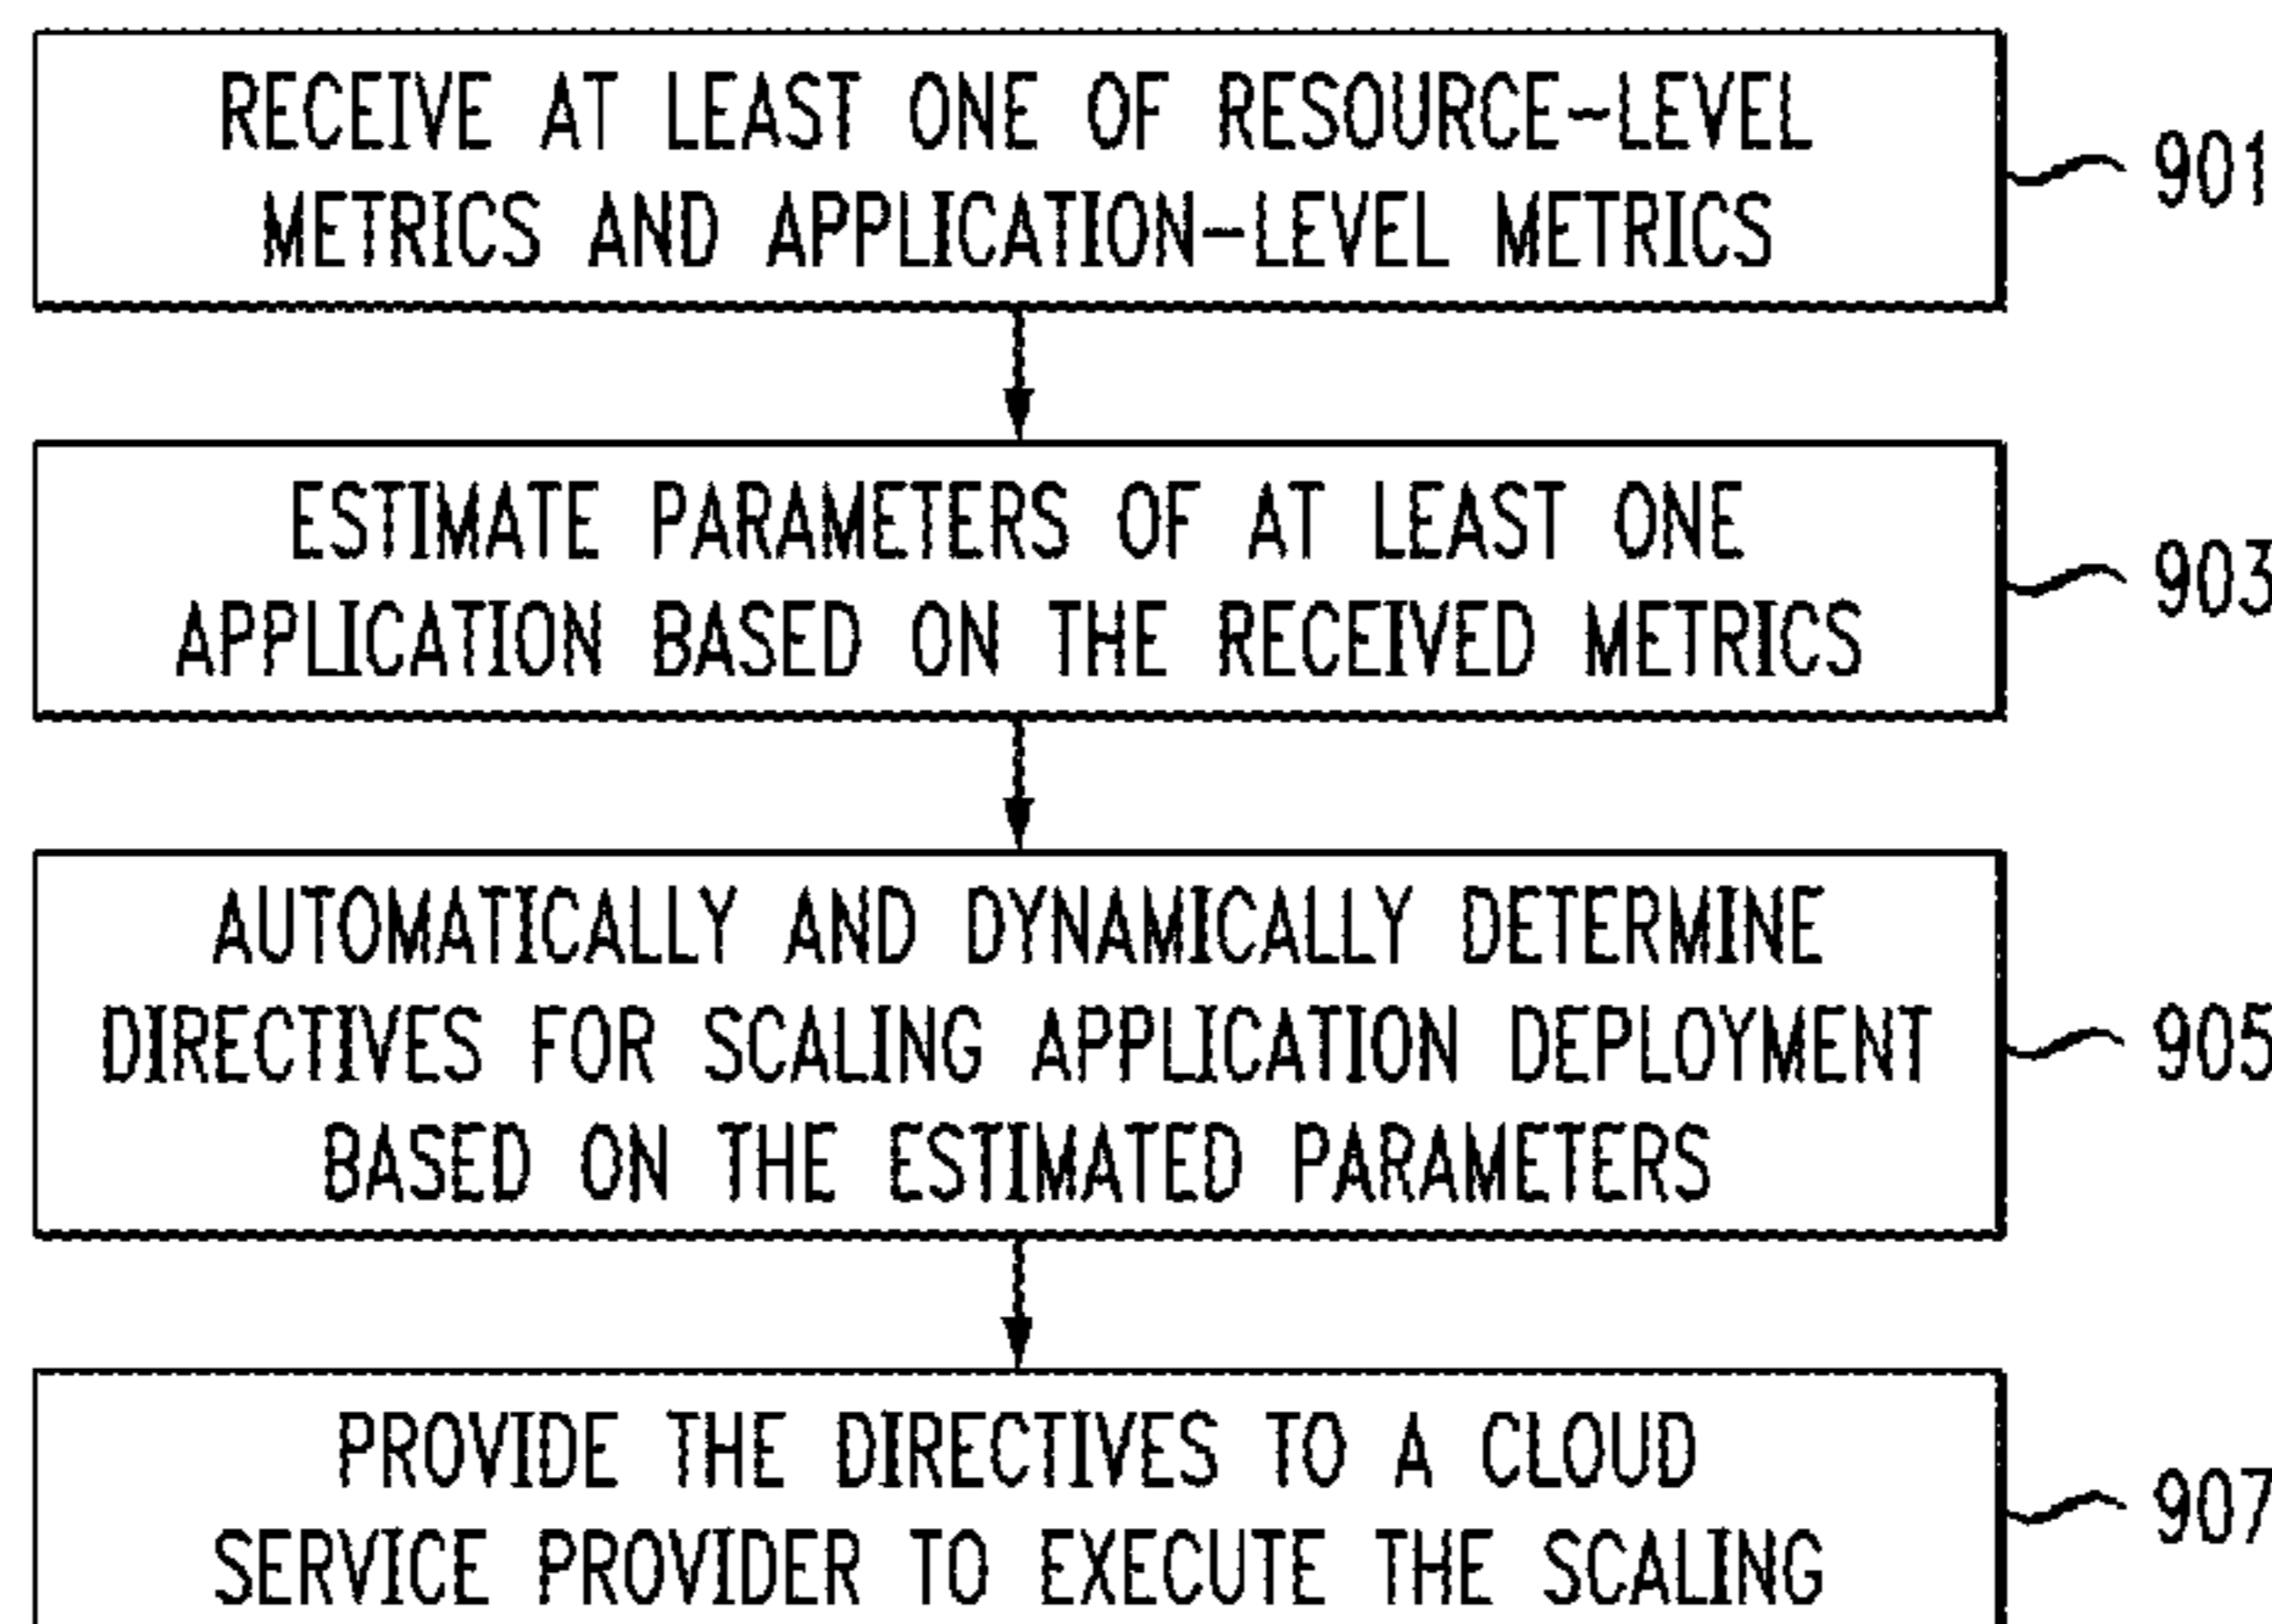 RECEIVE AT LEAST ONE OF RESOURCE-LEVEL
METRICS AND APPLICATION-LEVEL METRICS
901
ESTIMATE PARAMETERS OF AT LEAST ONE
APPLICATION BASED ON THE RECEIVED METRICS
903
AUTOMATICALLY AND DYNAMICALLY DETERMINE
DIRECTIVES FOR SCALING APPLICATION DEPLOYMENT
BASED ON THE ESTIMATED PARAMETERS
905
PROVIDE THE DIRECTIVES TO A CLOUD
SERVICE PROVIDER TO EXECUTE THE SCALING
907